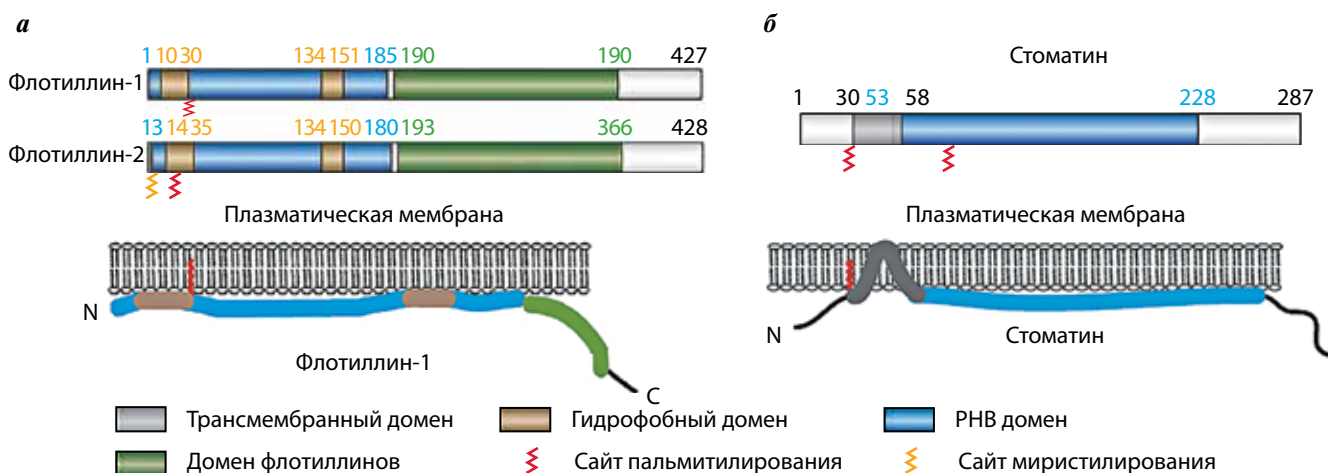 а
1 10 30 134 151 185 190 190 427
Флотиллин-1
13 14 35 134 150 180 193 366 428
Флотиллин-2
Плазматическая мембрана
N
Флотиллин-1
C
б
Стоматин
1 30 53 58 228 287
Плазматическая мембрана
N
Стоматин
Трансмембранный домен
Гидрофобный домен
PHB домен
Домен флотиллинов
Сайт пальмитилирования
Сайт миристилирования